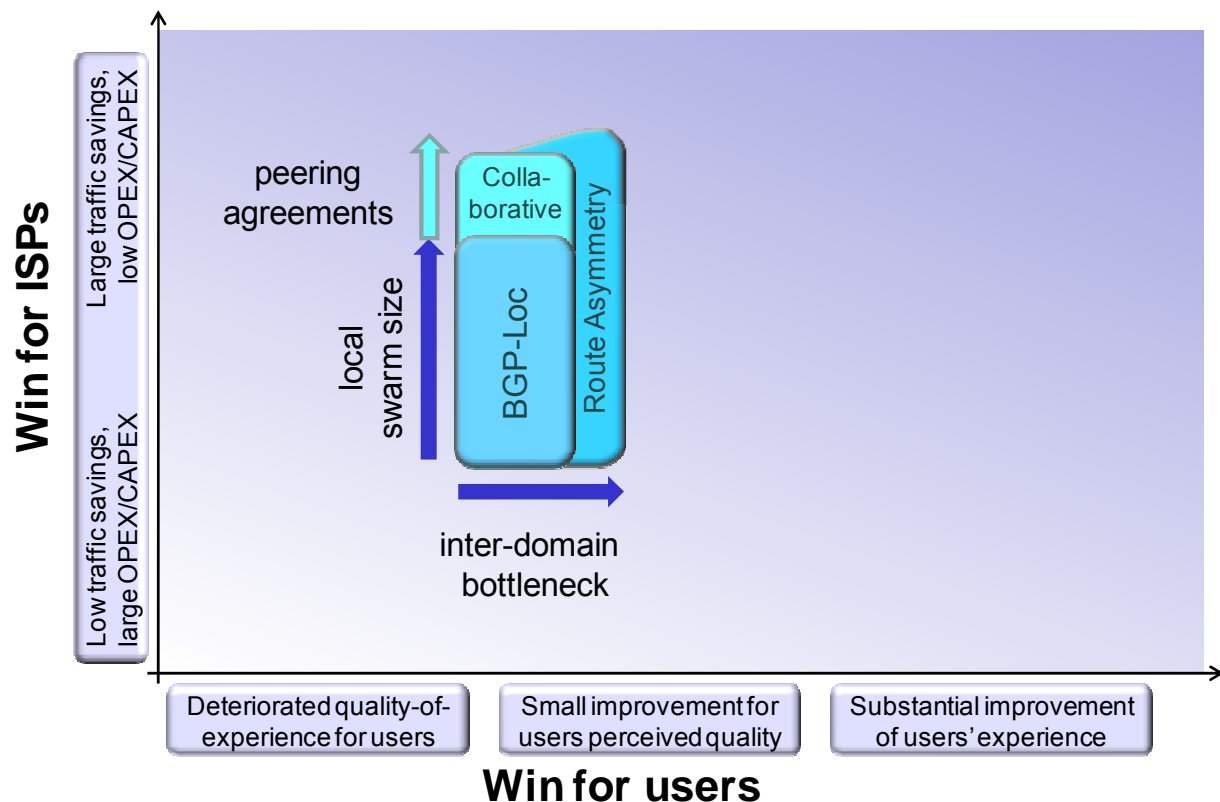 Win for ISPs
Large traffic savings,
low OPEX/CAPEX
Low traffic savings,
large OPEX/CAPEX
peering
agreements
local
swarm size
Colla-
borative
BGP-Loc
Route Asymmetry
inter-domain
bottleneck
Deteriorated quality-of-
experience for users
Small improvement for
users perceived quality
Substantial improvement
of users' experience
Win for users